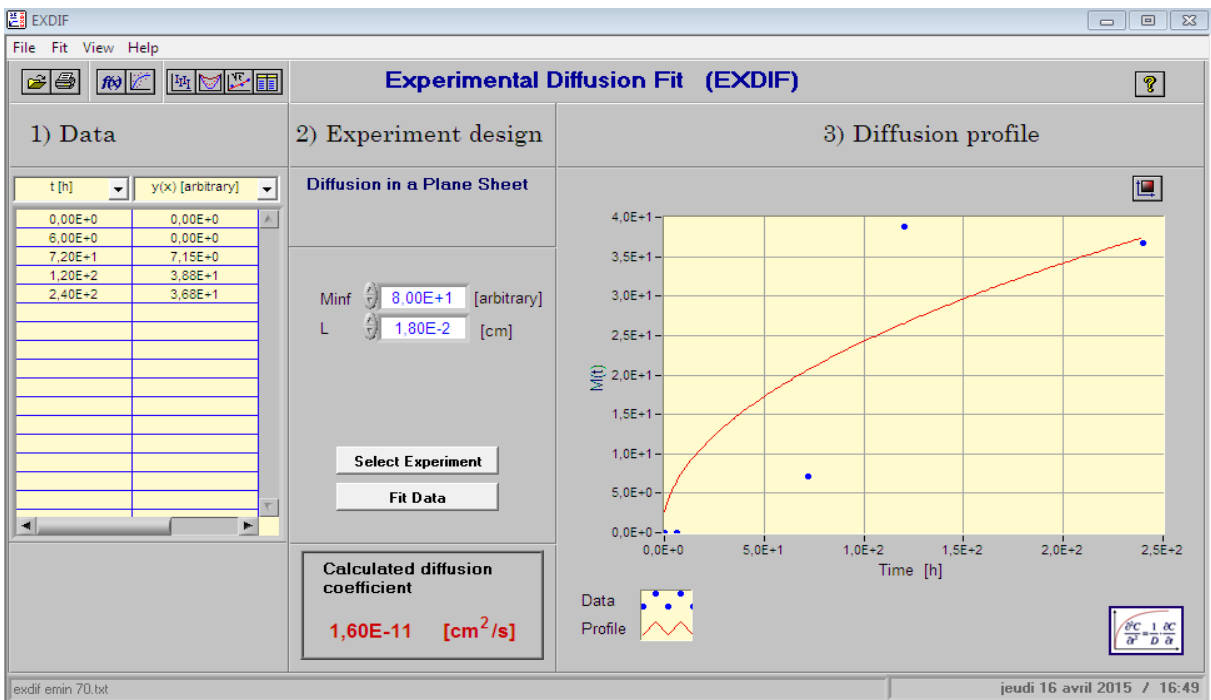 EXDIF
File Fit View Help
Experimental Diffusion Fit (EXDIF)
1) Data
2) Experiment design
3) Diffusion profile
t [h] y(x) [arbitrary]
0,00E+0 0,00E+0
6,00E+0 0,00E+0
7,20E+1 7,15E+0
1,20E+2 3,88E+1
2,40E+2 3,68E+1
Diffusion in a Plane Sheet
Minf 8,00E+1 [arbitrary]
L 1,80E-2 [cm]
Select Experiment
Fit Data
Calculated diffusion
coefficient
1,60E-11 [cm²/s]
4,0E+1
3,5E+1
3,0E+1
2,5E+1
2,0E+1
1,5E+1
1,0E+1
5,0E+0
0,0E+0
M(t)
0,0E+0 5,0E+1 1,0E+2 1,5E+2 2,0E+2 2,5E+2
Time [h]
Data
Profile
exdif emin 70.txt
jeudi 16 avril 2015 / 16:49